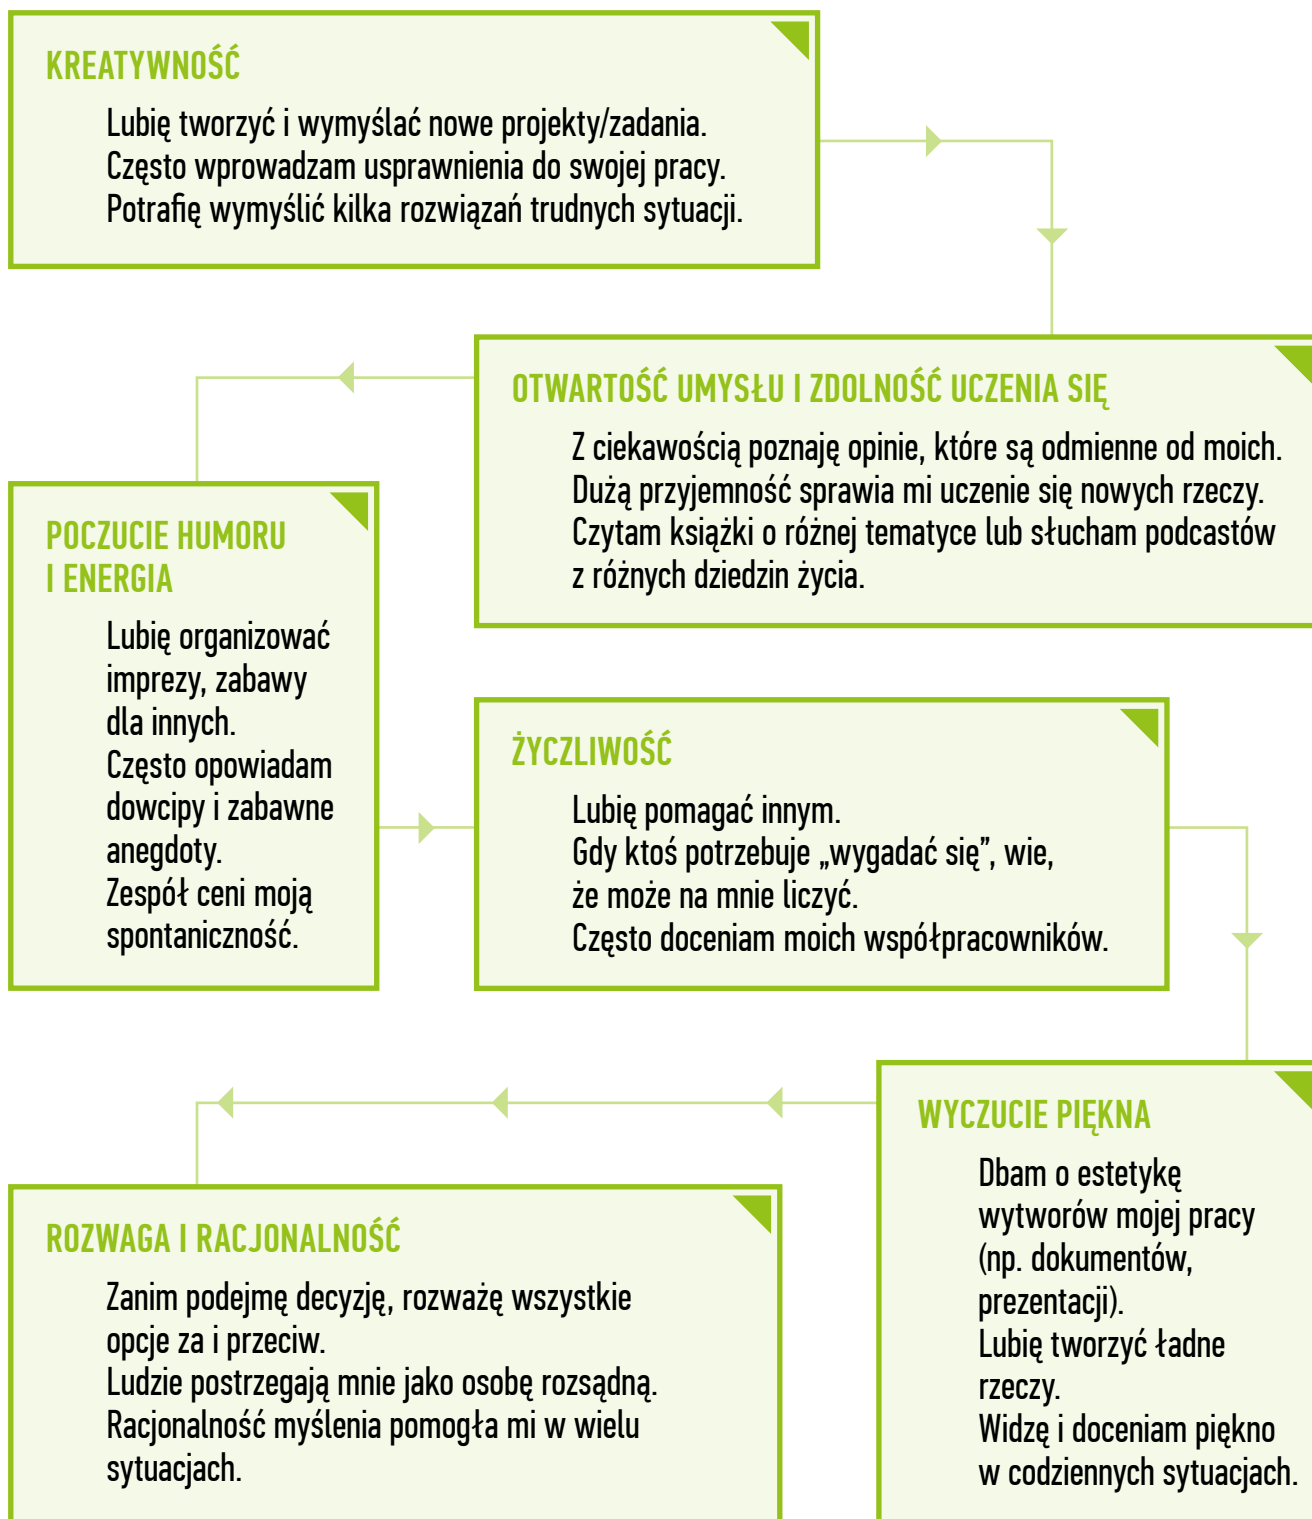 KREATYWNOŚĆ
Lubię tworzyć i wymyślać nowe projekty/zadania.
Często wprowadzam usprawnienia do swojej pracy.
Potrafię wymyślić kilka rozwiązań trudnych sytuacji.
OTWARTOŚĆ UMYSŁU I ZDOLNOŚĆ UCZENIA SIĘ
Z ciekawością poznaję opinie, które są odmienne od moich.
Dużą przyjemność sprawia mi uczenie się nowych rzeczy.
Czytam książki o różnej tematyce lub słucham podcastów
z różnych dziedzin życia.
POCZUCIE HUMORU
I ENERGIA
Lubię organizować
imprezy, zabawy
dla innych.
Często opowiadam
dowcipy i zabawne
anegdoty.
Zespół ceni moją
spontaniczność.
ŻYCZLIWOŚĆ
Lubię pomagać innym.
Gdy ktoś potrzebuje „wygadać się”, wie,
że może na mnie liczyć.
Często doceniam moich współpracowników.
WYCZUCIE PIĘKNA
Dbam o estetykę
wytworów mojej pracy
(np. dokumentów,
prezentacji).
Lubię tworzyć ładne
rzeczy.
Widzę i doceniam piękno
w codziennych sytuacjach.
ROZWAGA I RACJONALNOŚĆ
Zanim podejmę decyzję, rozważę wszystkie
opcje za i przeciw.
Ludzie postrzegają mnie jako osobę rozsądną.
Racjonalność myślenia pomogła mi w wielu
sytuacjach.